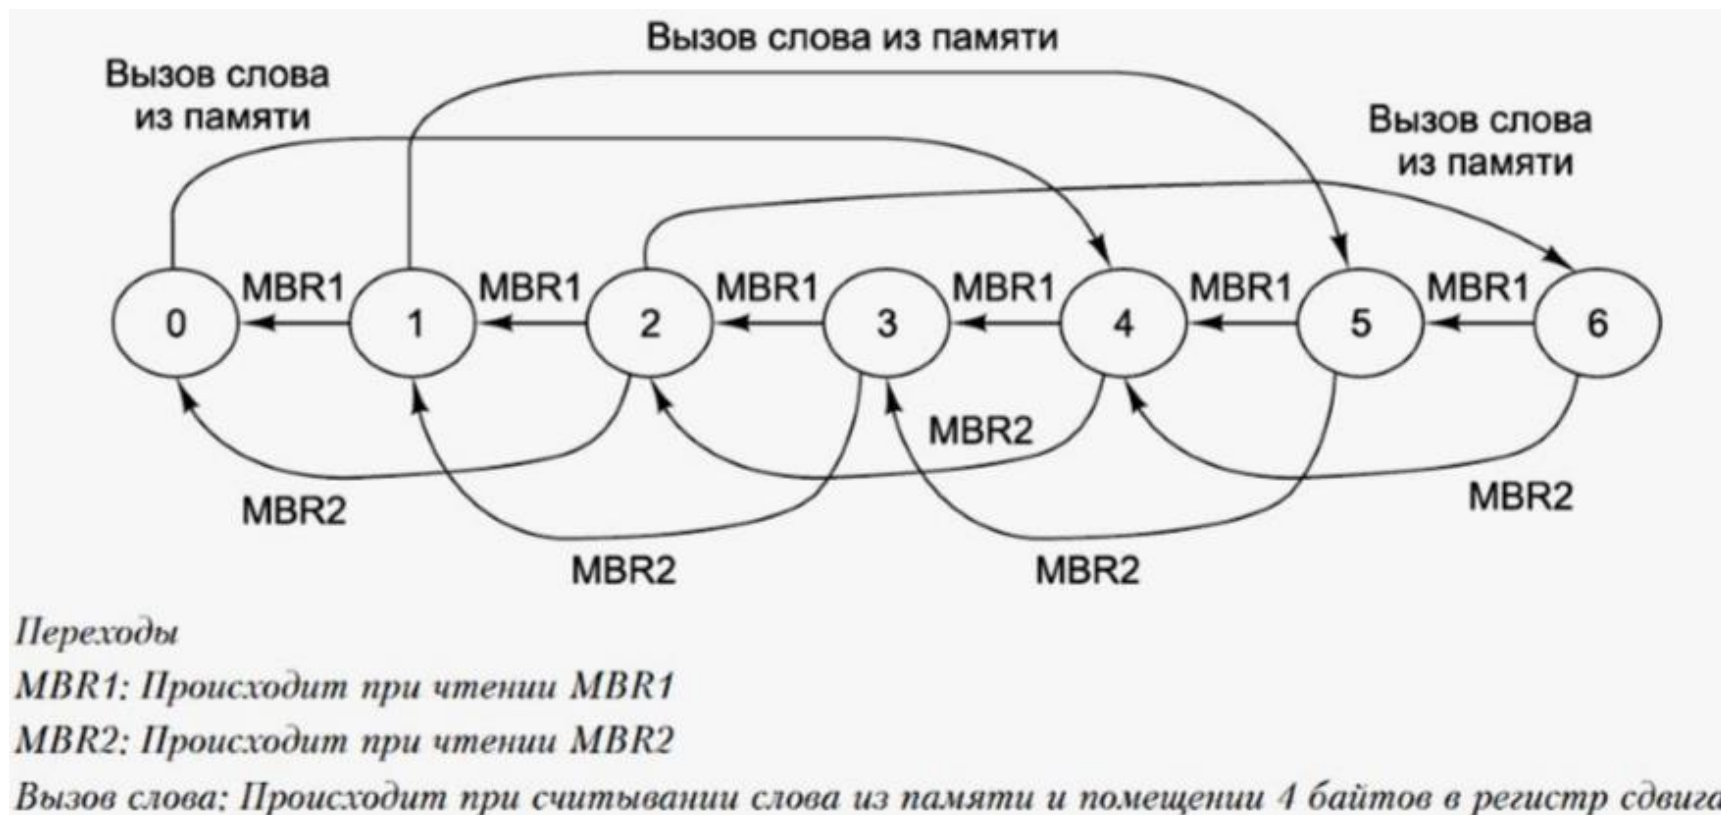 Вызов слова из памяти
Вызов слова
из памяти
Вызов слова
из памяти
MBR1 MBR1 MBR1 MBR1 MBR1 MBR1
0 1 2 3 4 5 6
MBR2
MBR2
MBR2
MBR2
MBR2
Переходы
MBR1: Происходит при чтении MBR1
MBR2: Происходит при чтении MBR2
Вызов слова: Происходит при считывании слова из памяти и помещении 4 байтов в регистр сдвига